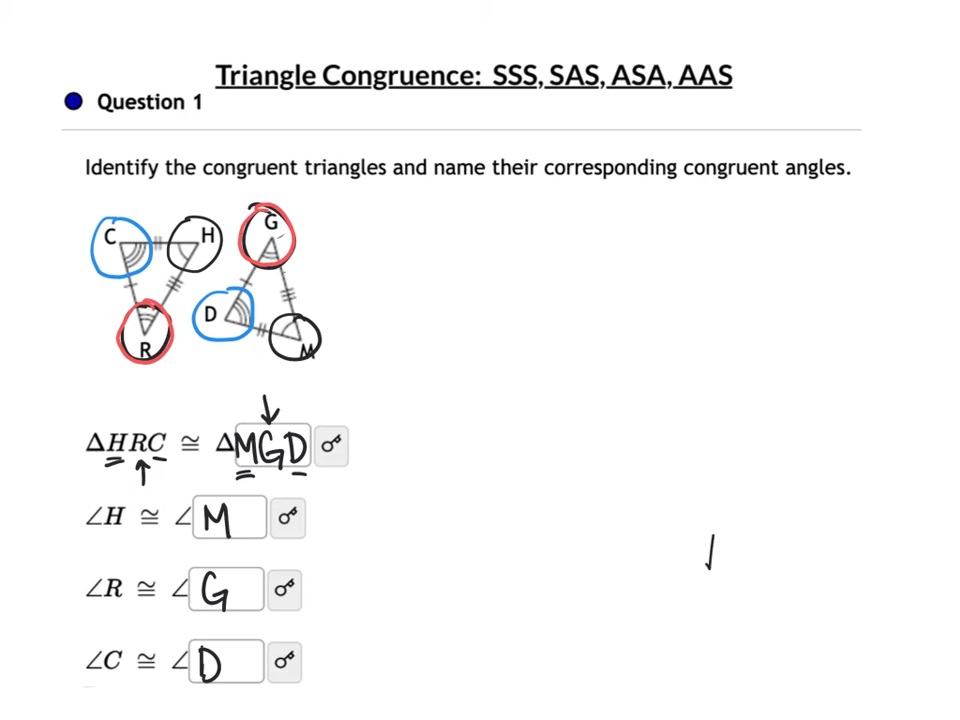 Triangle Congruence: SSS, SAS, ASA, AAS
Question 1
Identify the congruent triangles and name their corresponding congruent angles.
C H G
D
R M
ΔHRC ≅ ΔMGD
∠H ≅ ∠M
∠R ≅ ∠G
∠C ≅ ∠D